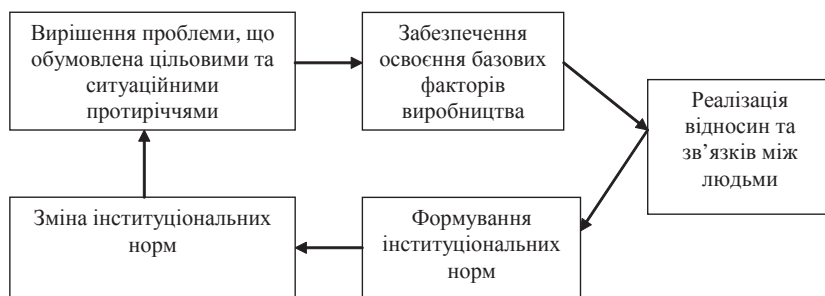 Вирішення проблеми, що
обумовлена цільовими та
ситуаційними
протиріччями
Забезпечення
освоєння базових
факторів
виробництва
Реалізація
відносин та
зв’язків між
людьми
Зміна інституціональних
норм
Формування
інституціональних
норм